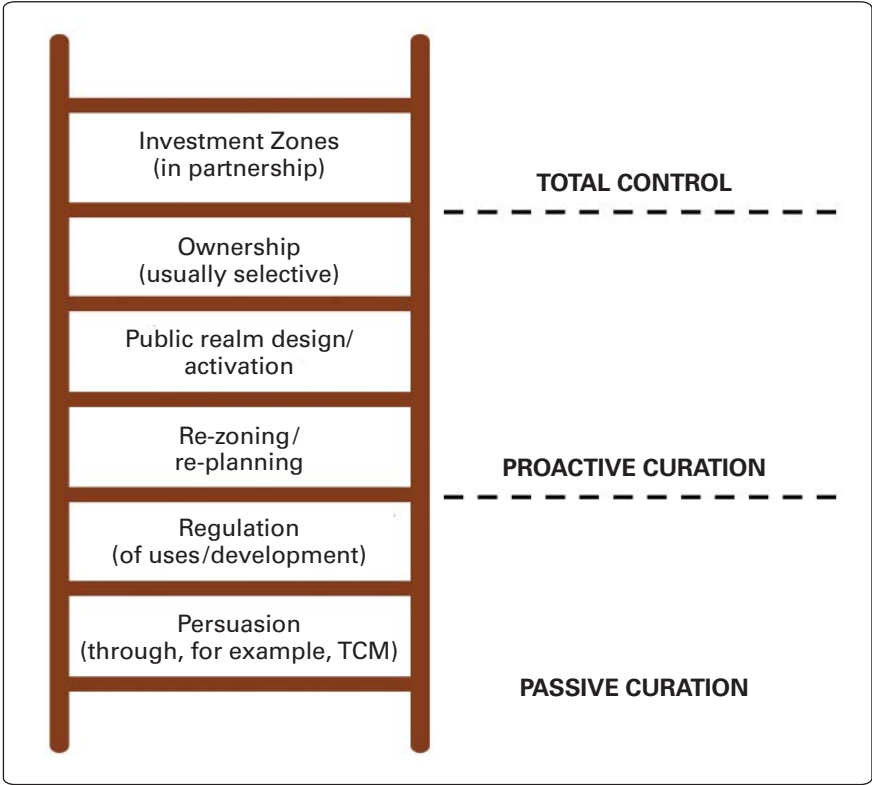 Investment Zones
(in partnership)
TOTAL CONTROL
Ownership
(usually selective)
Public realm design/
activation
Re-zoning/
re-planning
PROACTIVE CURATION
Regulation
(of uses/development)
Persuasion
(through, for example, TCM)
PASSIVE CURATION